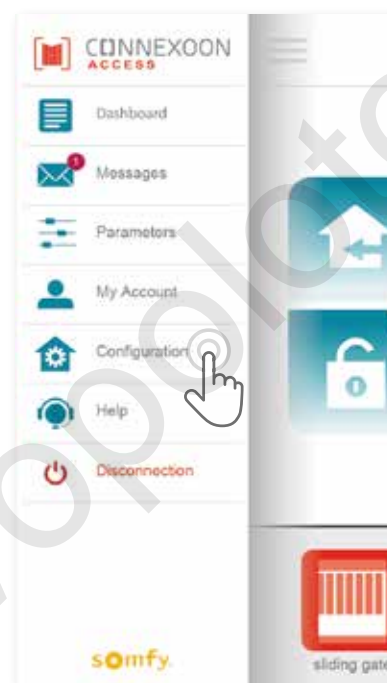 CONNEXOON
ACCESS
Dashboard
1
Messages
Parameters
My Account
Configuration
Help
Disconnection
somfy.
sliding gate